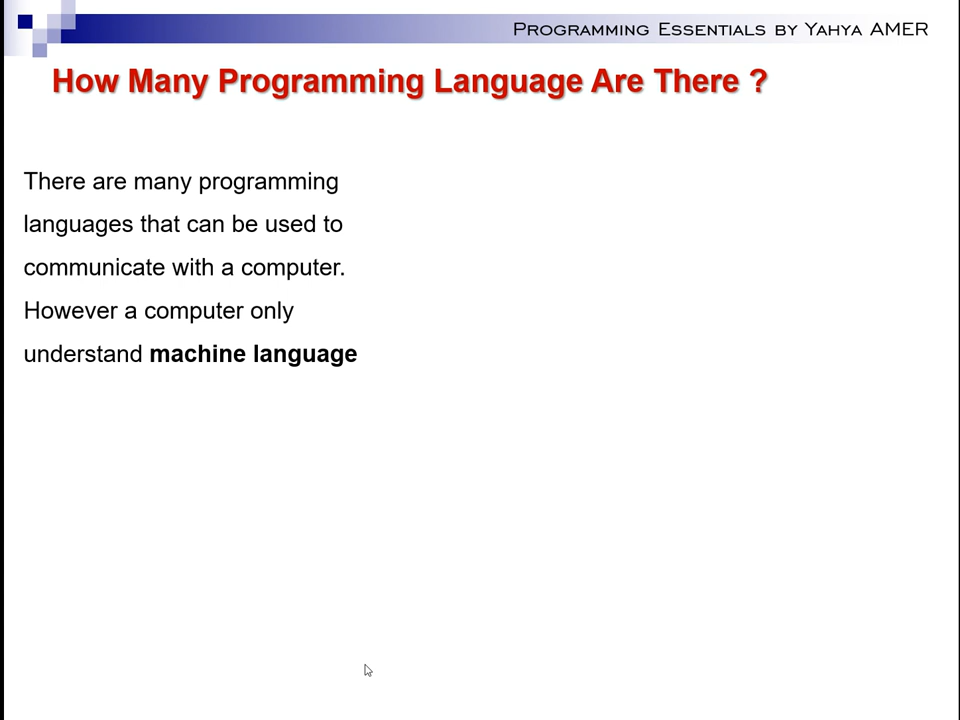 Programming Essentials by Yahya AMER
How Many Programming Language Are There ?
There are many programming
languages that can be used to
communicate with a computer.
However a computer only
understand machine language